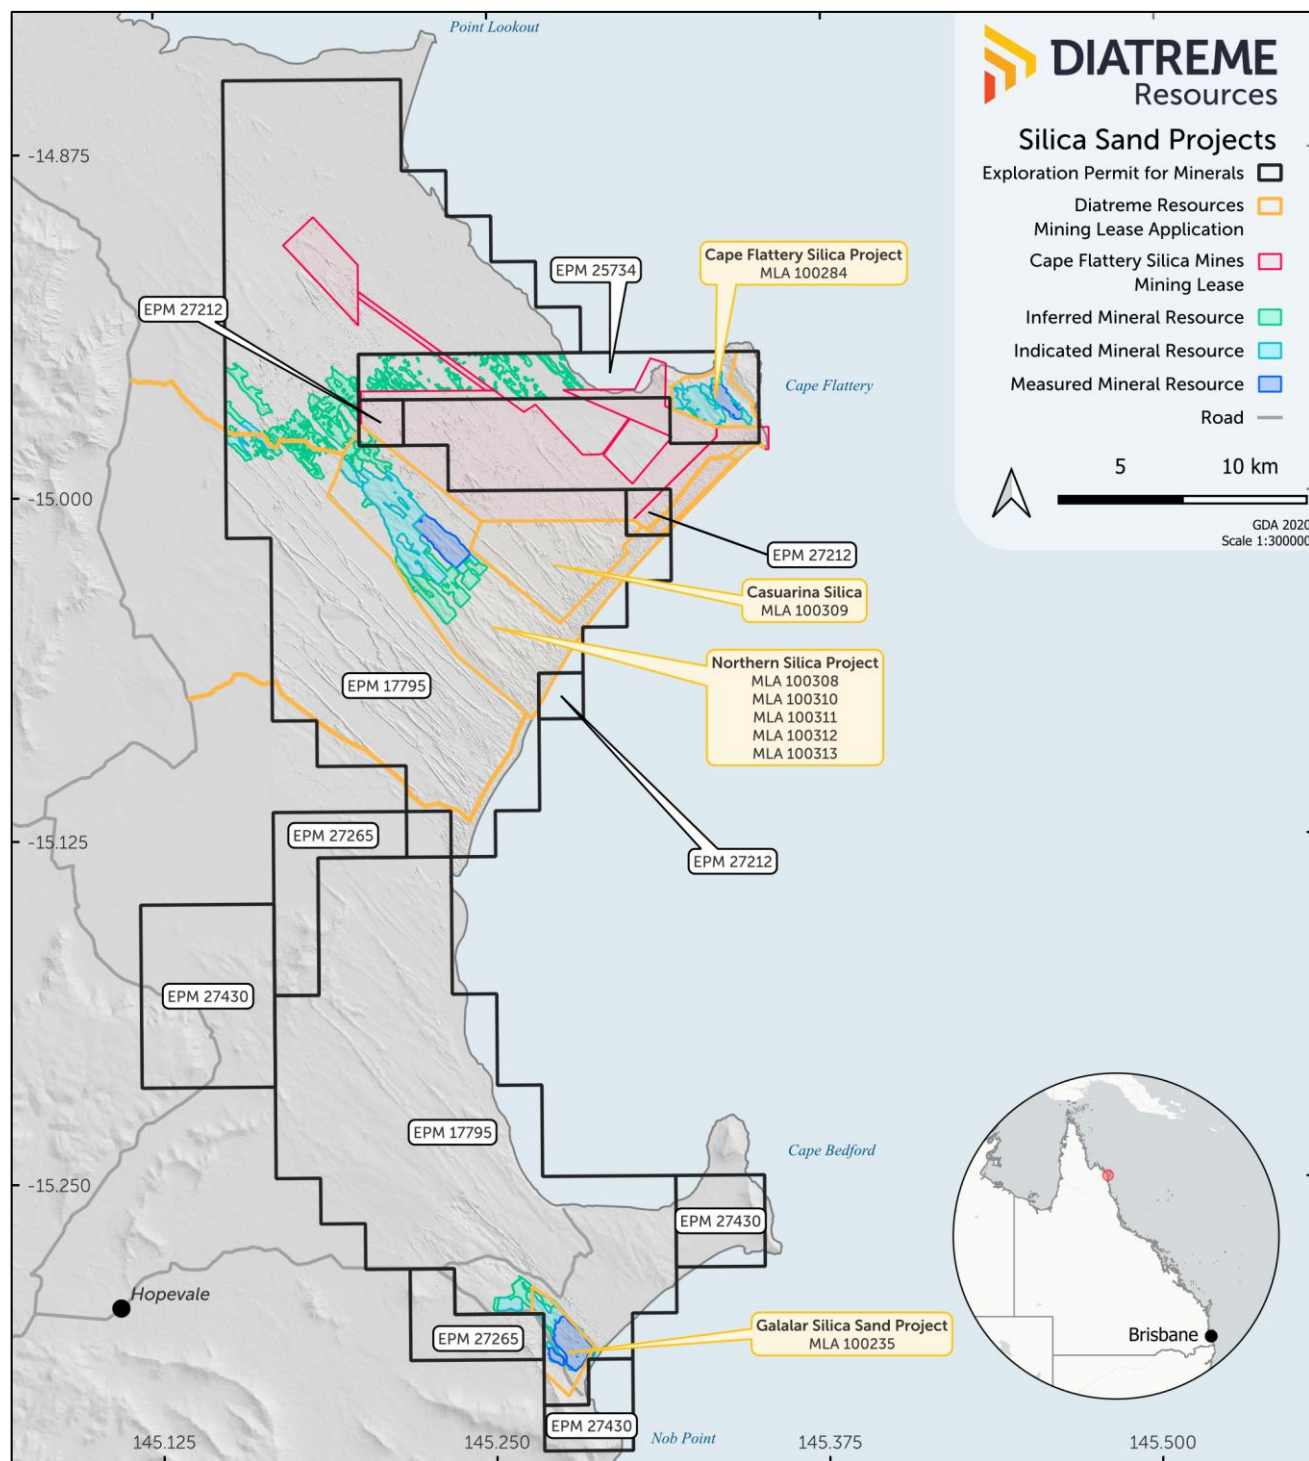 Point Lookout
DIATREME
Resources
Silica Sand Projects
Exploration Permit for Minerals
Diatreme Resources
Mining Lease Application
Cape Flattery Silica Mines
Mining Lease
Inferred Mineral Resource
Indicated Mineral Resource
Measured Mineral Resource
Road
5 10 km
GDA 2020
Scale 1:300000
-14.875
Cape Flattery Silica Project
MLA 100284
EPM 25734
EPM 27212
Cape Flattery
-15.000
EPM 27212
Casuarina Silica
MLA 100309
Northern Silica Project
MLA 100308
MLA 100310
MLA 100311
MLA 100312
MLA 100313
EPM 17795
-15.125
EPM 27265
EPM 27212
EPM 27430
EPM 17795
Cape Bedford
-15.250
EPM 27430
Hopevale
Galalar Silica Sand Project
MLA 100235
EPM 27265
Brisbane
EPM 27430
Nob Point
145.125
145.250
145.375
145.500